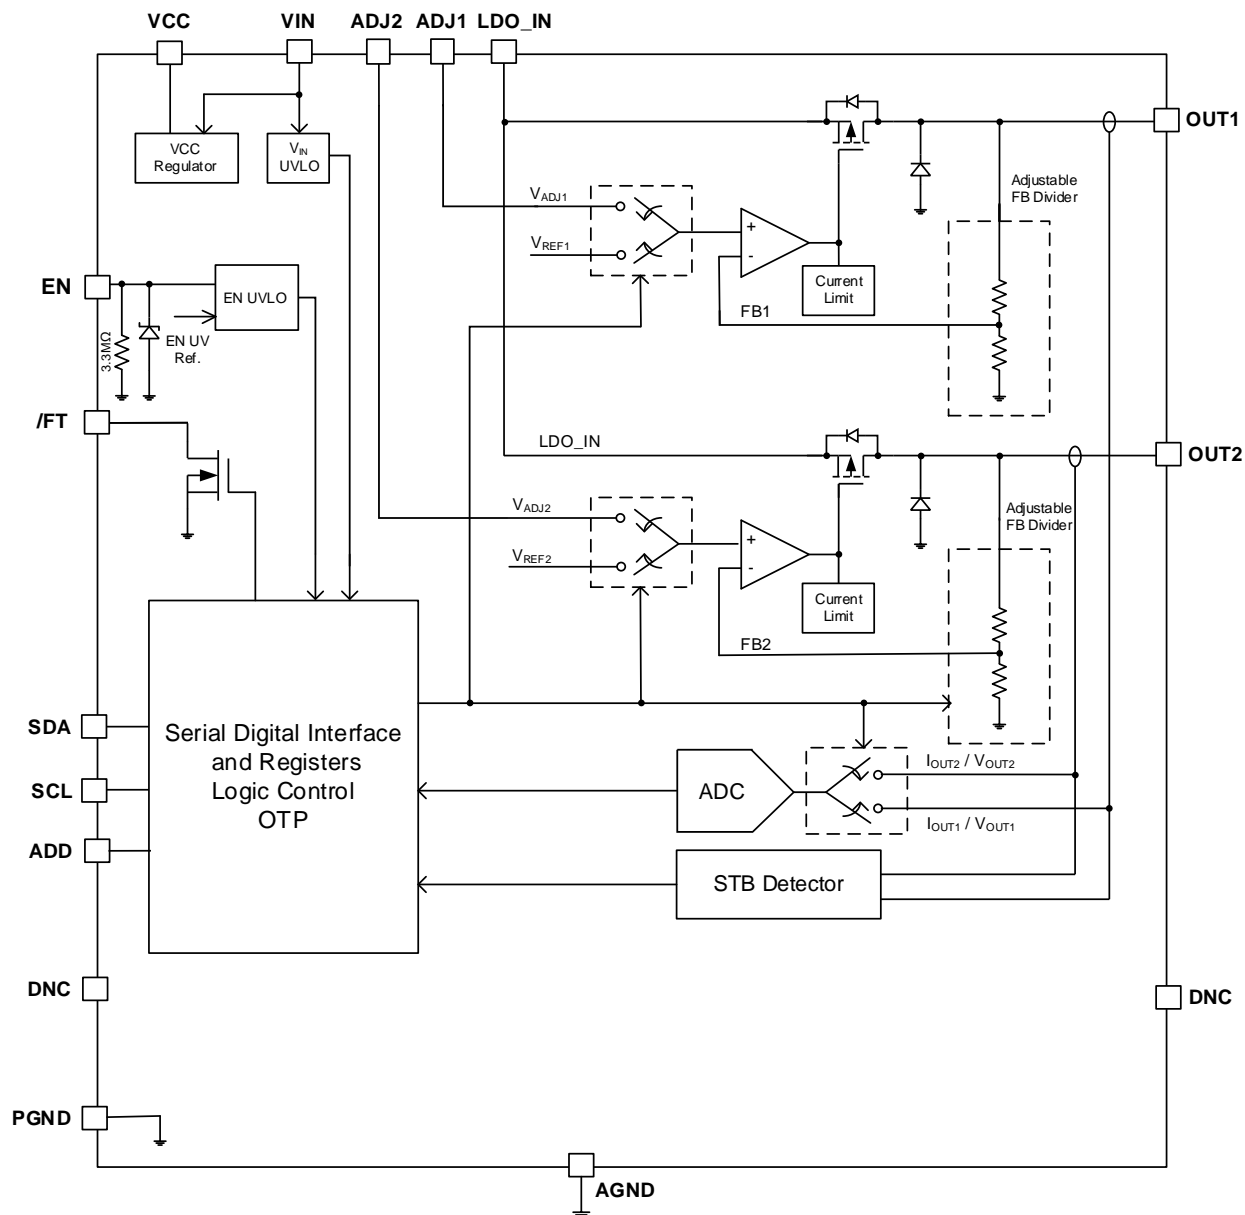 VCC
VIN
ADJ2
ADJ1
LDO_IN
OUT1
VCC
Regulator
VIN
UVLO
Adjustable
FB Divider
VADJ1
VREF1
+
-
Current
Limit
FB1
EN
EN UVLO
3.3MΩ
EN UV
Ref.
/FT
LDO_IN
OUT2
VADJ2
VREF2
+
-
Adjustable
FB Divider
Current
Limit
FB2
SDA
SCL
ADD
Serial Digital Interface
and Registers
Logic Control
OTP
ADC
IOUT2 / VOUT2
IOUT1 / VOUT1
STB Detector
DNC
DNC
PGND
AGND